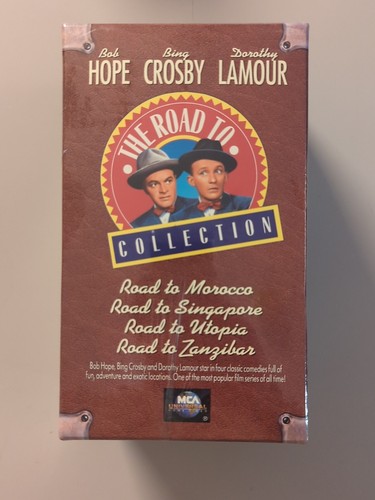 Bob Bing Dorothy
HOPE CROSBY LAMOUR
• THE ROAD TO •
COLLECTION
Road to Morocco
Road to Singapore
Road to Utopia
Road to Zanzibar
Bob Hope, Bing Crosby and Dorothy Lamour star in four classic comedies full of
fun, adventure and exotic locations. One of the most popular film series of all time!
MCA
UNIVERSAL